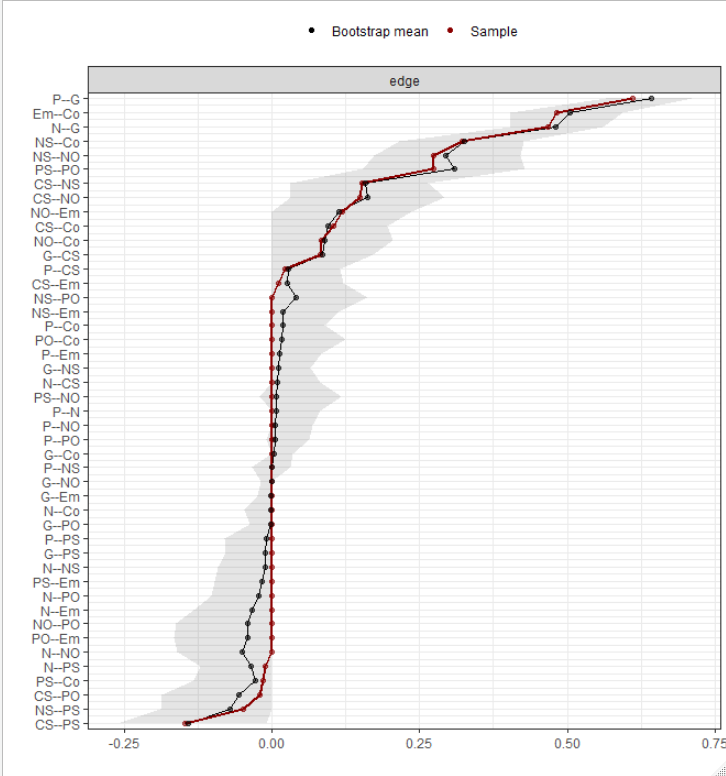 Bootstrap mean Sample
edge
P--G
Em--Co
N--G
NS--Co
NS--NO
PS--PO
CS--NS
CS--NO
NO--Em
CS--Co
NO--Co
G--CS
P--CS
CS--Em
NS--PO
NS--Em
P--Co
PO--Co
P--Em
G--NS
N--CS
PS--NO
P--N
P--NO
P--PO
G--Co
P--NS
G--NO
G--Em
N--Co
G--PO
P--PS
G--PS
N--NS
PS--Em
N--PO
N--Em
NO--PO
PO--Em
N--NO
N--PS
PS--Co
CS--PO
NS--PS
CS--PS
-0.25 0.00 0.25 0.50 0.75